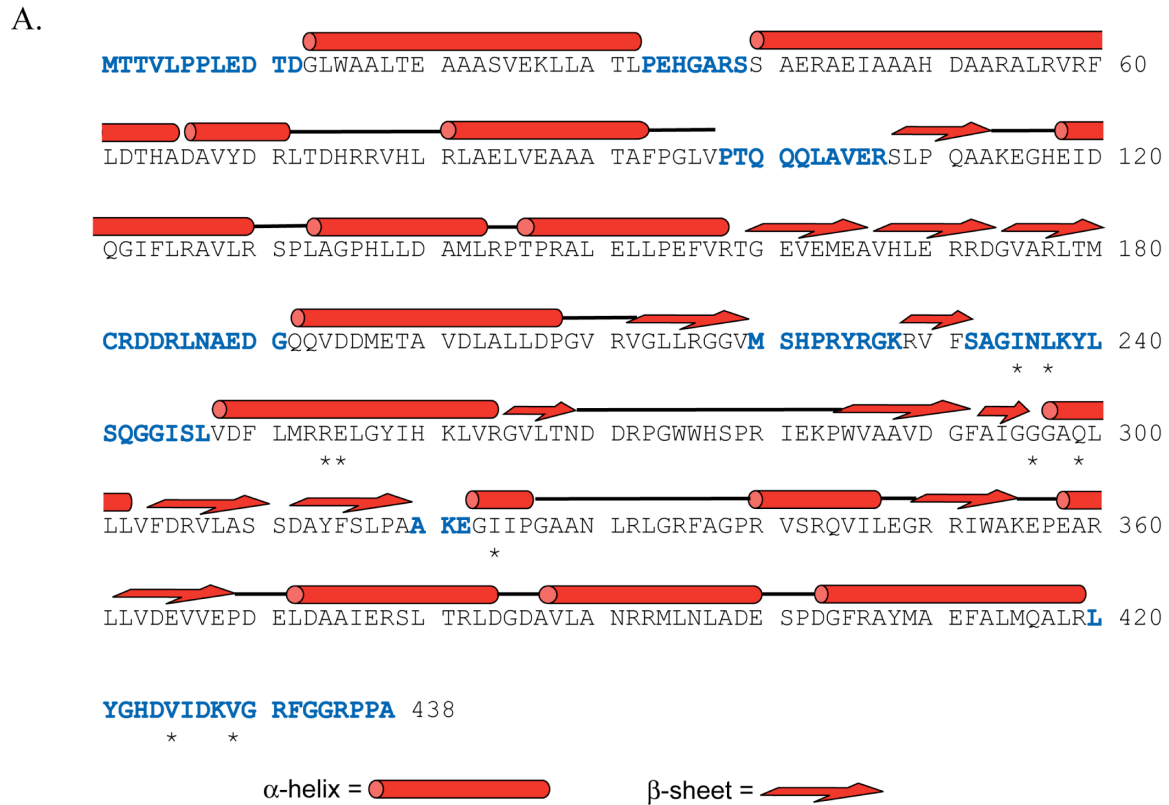 A.
MTTVLPPLED TDGLWAALTE AAASVEKLLA TLPEHGARSS AERAEIAAAH DAARALRVRF 60
LDTHADAVYD RLTDHRRVHL RLAELVEAAA TAFPGLVPTQ QQLAVERSLP QAAKEGHEID 120
QGIFLRAVLR SPLAGPHLLD AMLRPTPRAL ELLPEFVRTG EVEMEAVHLE RRDGVARLTM 180
CRDDRLNAED GQQVDDMETA VDLALLDPGV RVGLLRGGVM SHPRYRGKRV FSAGINLKYL 240
* *
SQGGISLVDF LMRRELGYIH KLVRGVLTND DRPGWWHSPR IEKPWVAAVD GFAIGGGAQL 300
** * *
LLVFDRVLAS SDAYFSLPAA KEGIIPGAAN LRLGRFAGPR VSRQVILEGR RIWAKEPEAR 360
*
LLVDEVVEPD ELDAAIERSL TRLDGDAVLA NRRMLNLADE SPDGFRAYMA EFALMQALRL 420
YGHDVIDKVG RFGGRPPA 438
* *
α-helix = β-sheet =